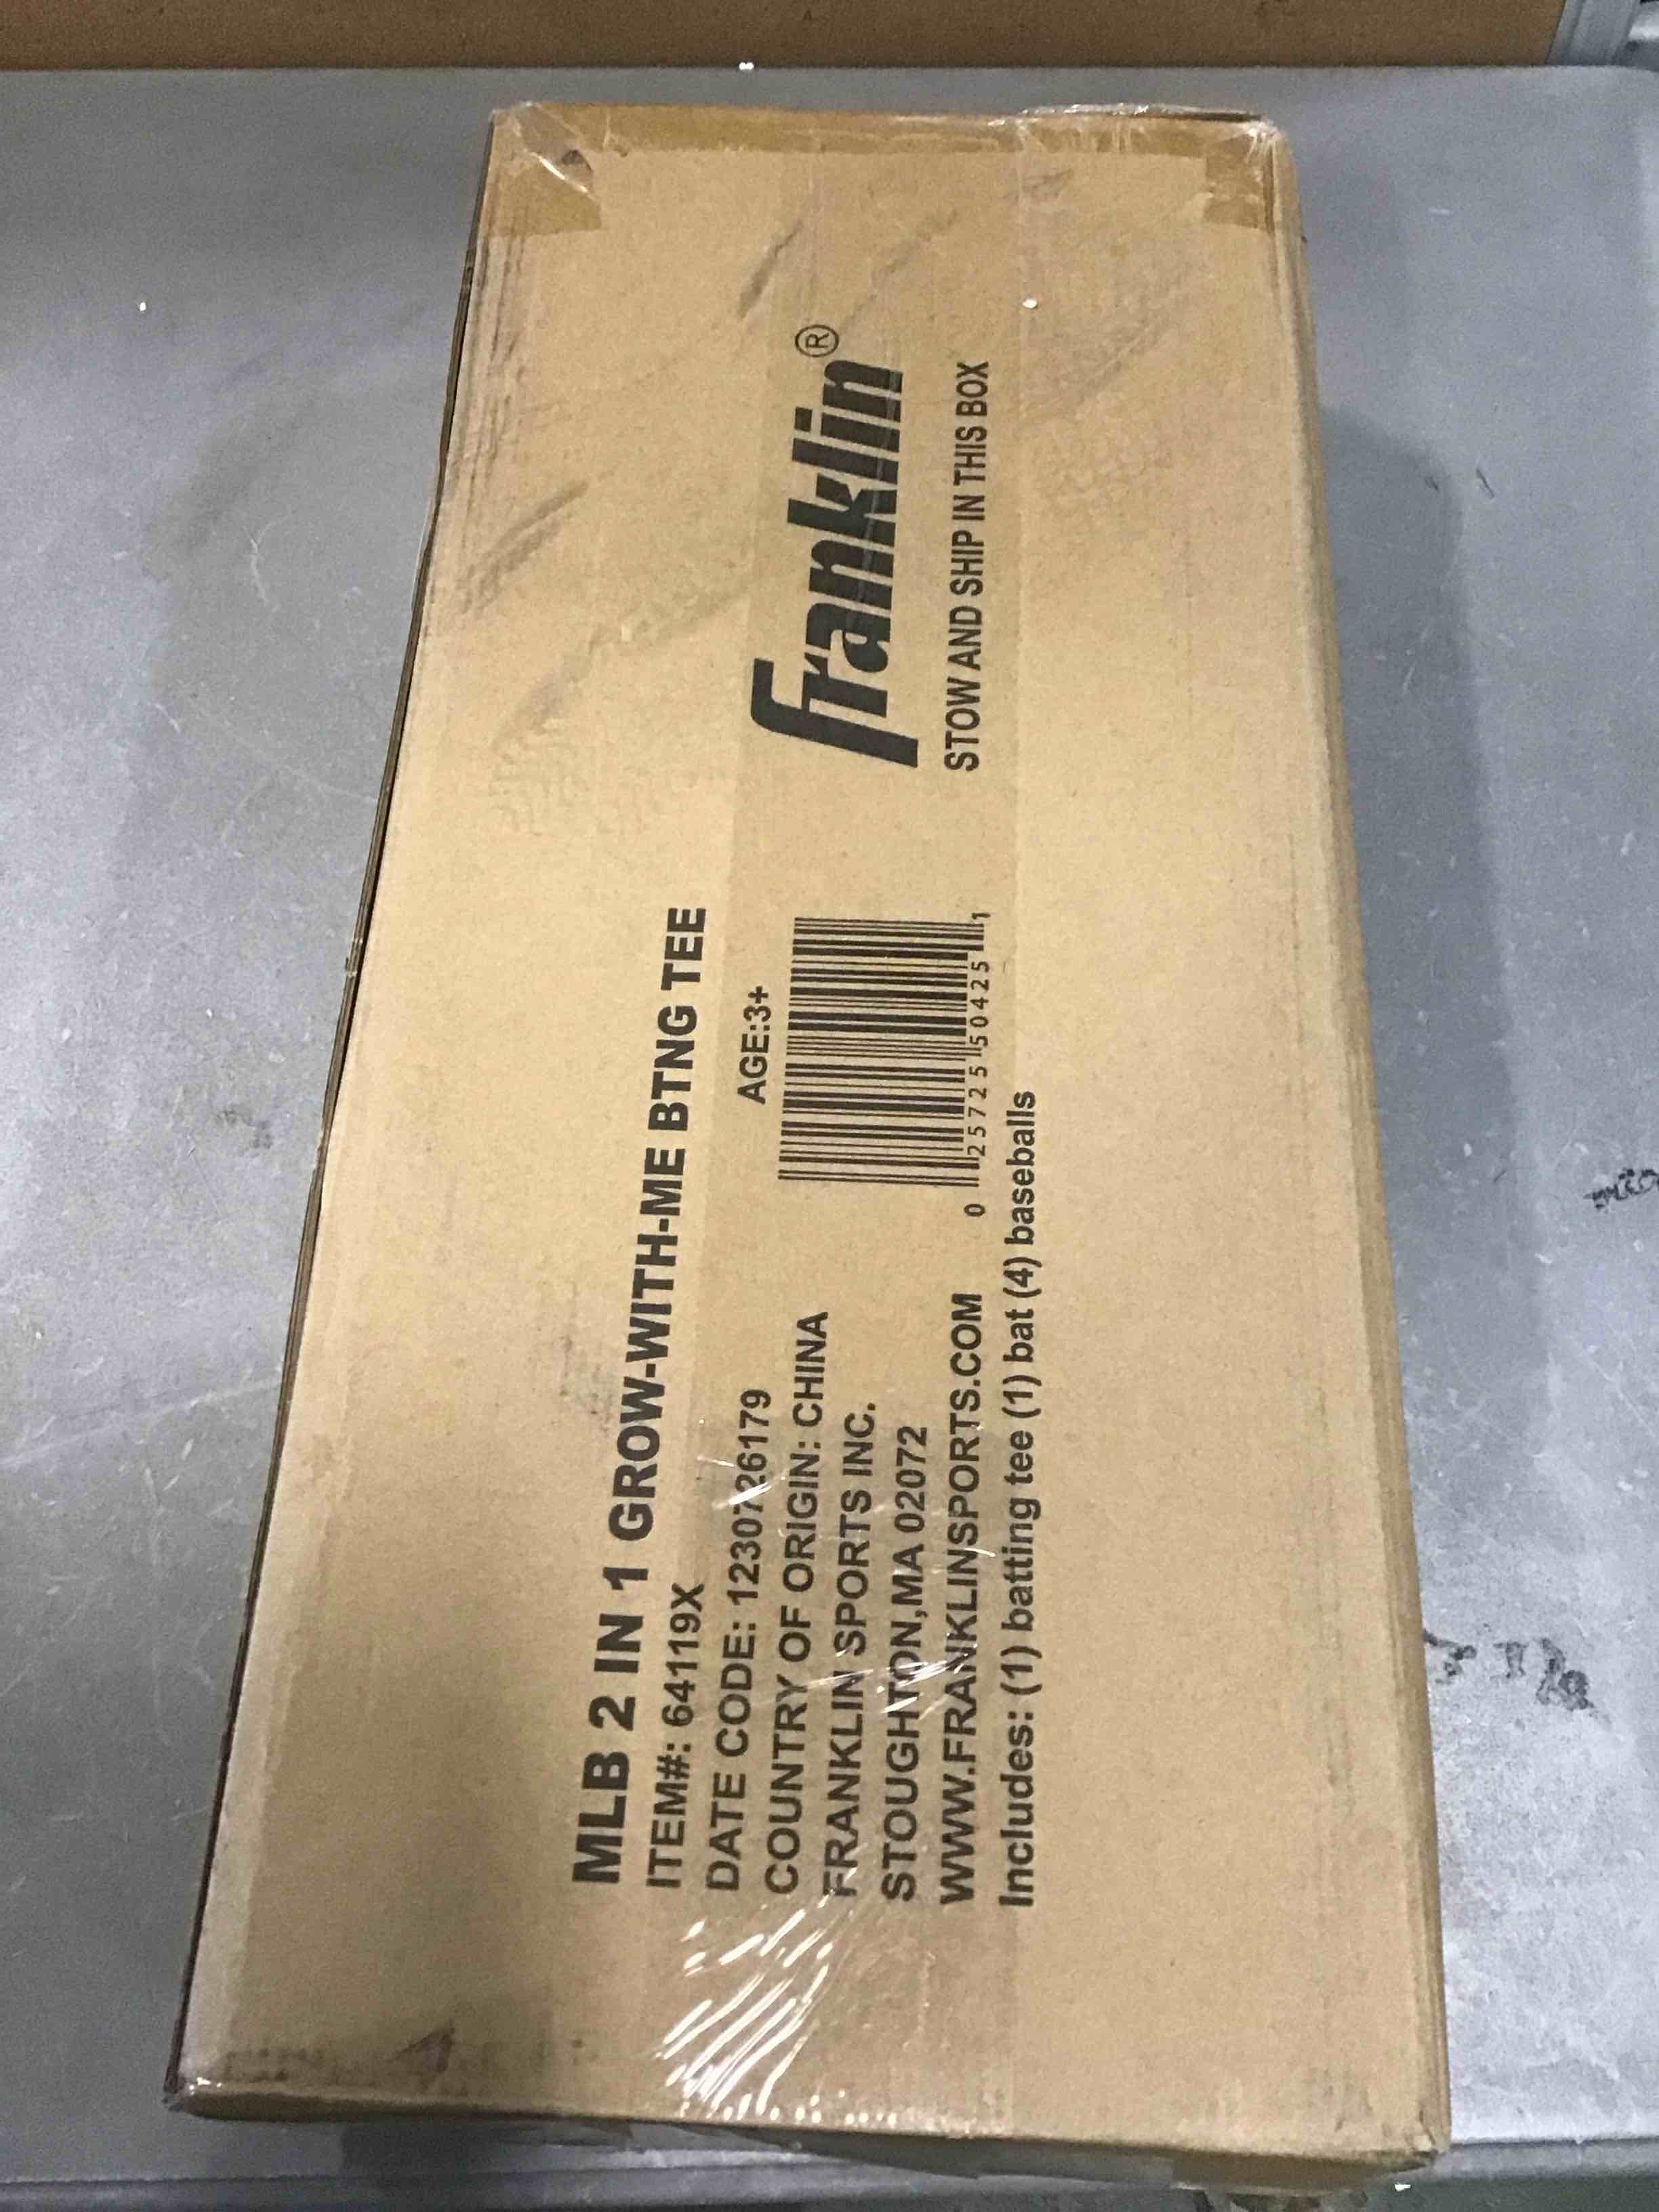 MLB 2 IN 1 GROW-WITH-ME BTNG TEE
ITEM#: 64119X
DATE CODE: 1230726179
COUNTRY OF ORIGIN: CHINA
FRANKLIN SPORTS INC.
STOUGHTON,MA 02072
WWW.FRANKLINSPORTS.COM
Includes: (1) batting tee (1) bat (4) baseballs
AGE:3+
0 25725 50425 1
franklin®
STOW AND SHIP IN THIS BOX